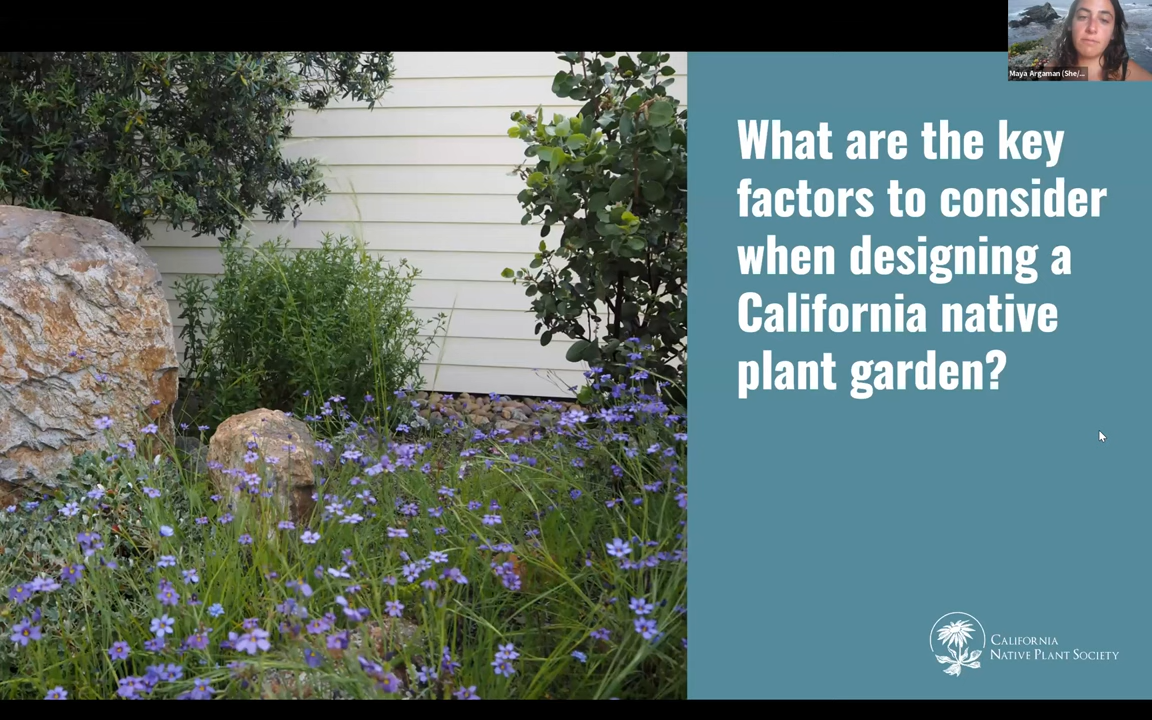 Maya Argaman (She/...
What are the key
factors to consider
when designing a
California native
plant garden?
California
Native Plant Society